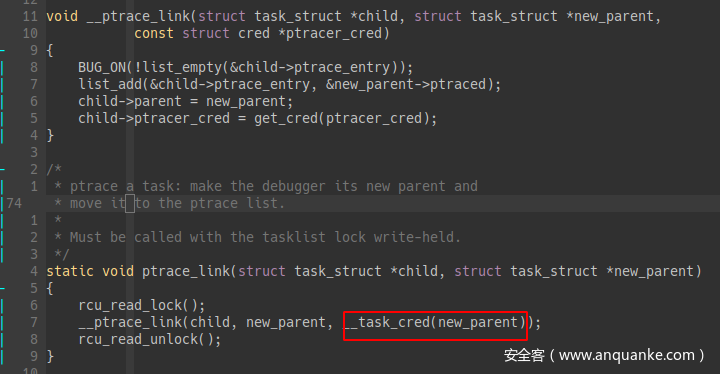 12
11 void __ptrace_link(struct task_struct *child, struct task_struct *new_parent,
10 const struct cred *ptracer_cred)
9 {
8 BUG_ON(!list_empty(&child->ptrace_entry));
7 list_add(&child->ptrace_entry, &new_parent->ptraced);
6 child->parent = new_parent;
5 child->ptracer_cred = get_cred(ptracer_cred);
4 }
3
2 /*
1 * ptrace a task: make the debugger its new parent and
74 * move it to the ptrace list.
1 *
2 * Must be called with the tasklist lock write-held.
3 */
4 static void ptrace_link(struct task_struct *child, struct task_struct *new_parent)
5 {
6 rcu_read_lock();
7 __ptrace_link(child, new_parent, __task_cred(new_parent));
8 rcu_read_unlock();
9 }
10
安全客（www.anquanke.com）